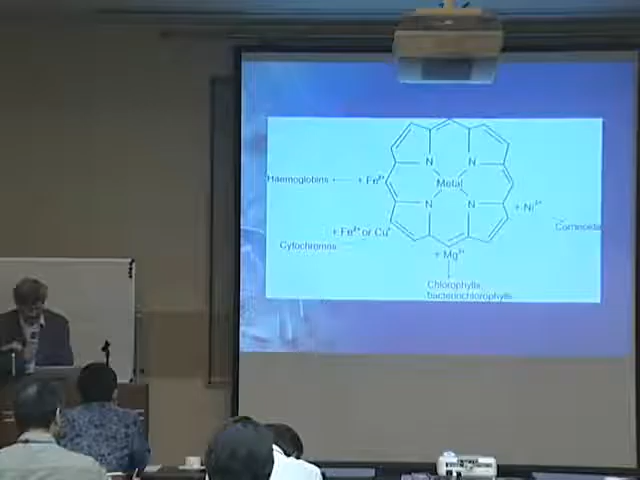 N N
Haemoglobins + Fe²⁺ Metal
N N + Ni²⁺
+ Fe²⁺ or Cu⁺
Cytochromes
+ Mg²⁺
Chlorophylls,
bacteriochlorophylls